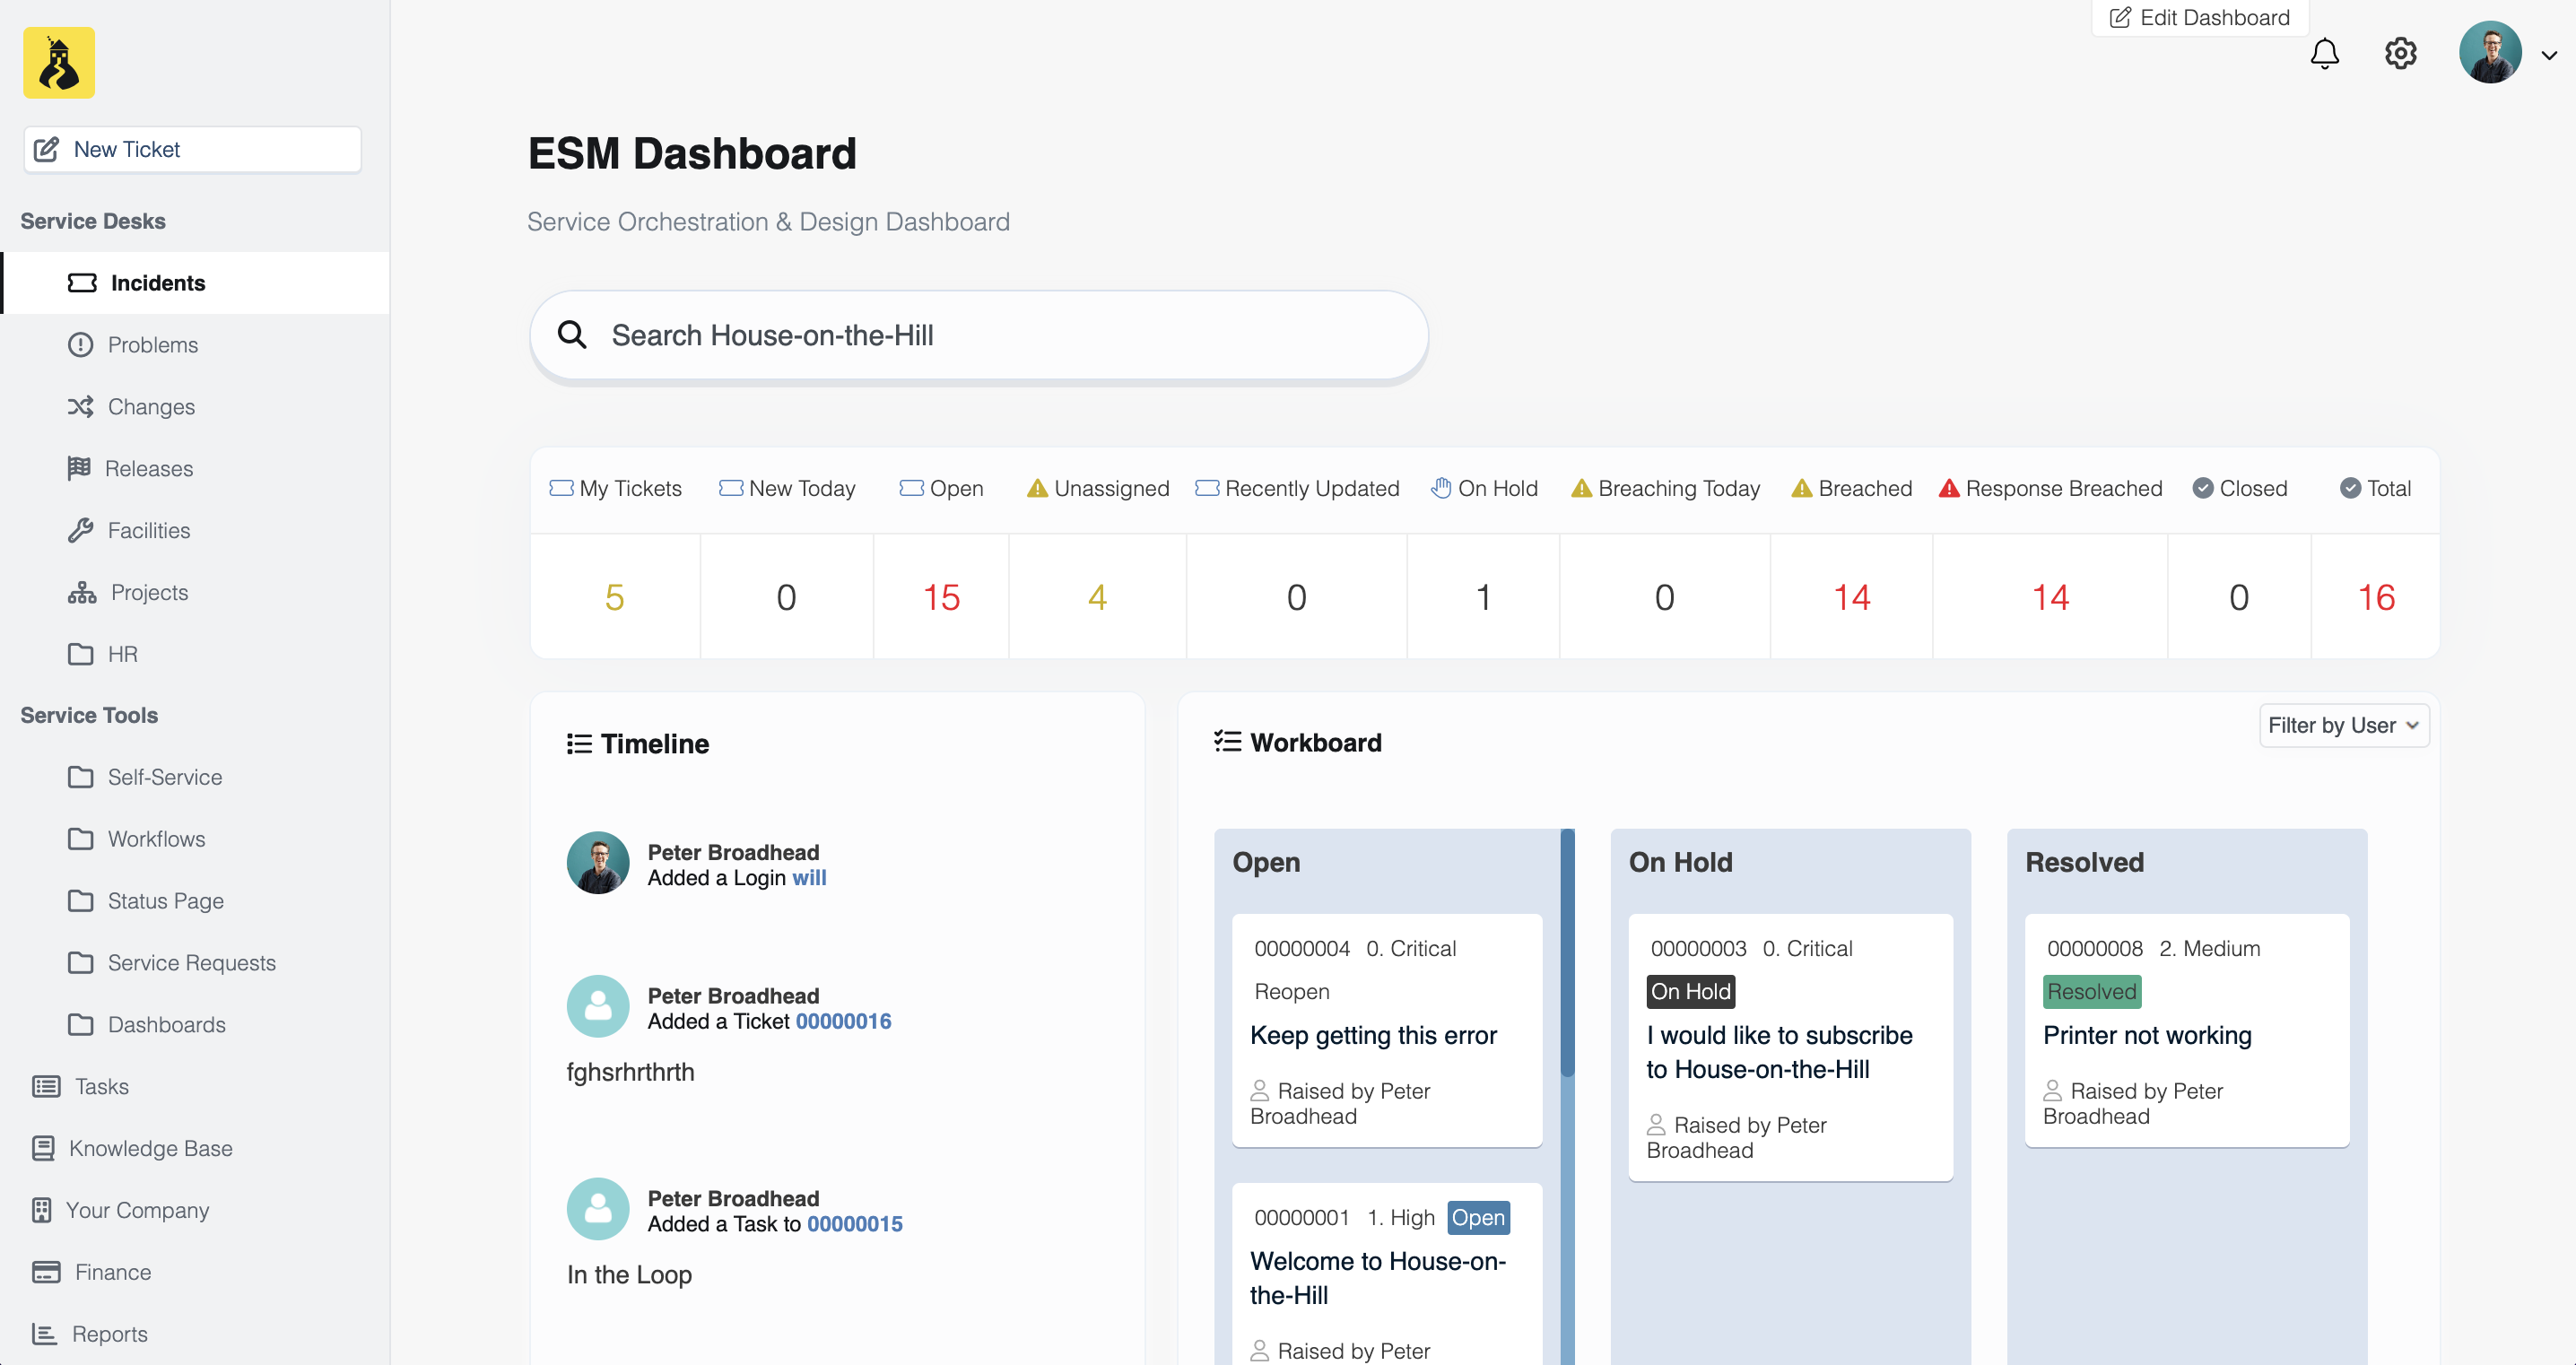 Edit Dashboard
New Ticket
Service Desks
Incidents
Problems
Changes
Releases
Facilities
Projects
HR
Service Tools
Self-Service
Workflows
Status Page
Service Requests
Dashboards
Tasks
Knowledge Base
Your Company
Finance
Reports
ESM Dashboard
Service Orchestration & Design Dashboard
Search House-on-the-Hill
My Tickets New Today Open Unassigned Recently Updated On Hold Breaching Today Breached Response Breached Closed Total
5 0 15 4 0 1 0 14 14 0 16
Timeline
Peter Broadhead
Added a Login will
Peter Broadhead
Added a Ticket 00000016
fghsrhrthrth
Peter Broadhead
Added a Task to 00000015
In the Loop
Workboard
Filter by User
Open
00000004 0. Critical
Reopen
Keep getting this error
Raised by Peter
Broadhead
00000001 1. High Open
Welcome to House-on-
the-Hill
Raised by Peter
On Hold
00000003 0. Critical
On Hold
I would like to subscribe
to House-on-the-Hill
Raised by Peter
Broadhead
Resolved
00000008 2. Medium
Resolved
Printer not working
Raised by Peter
Broadhead